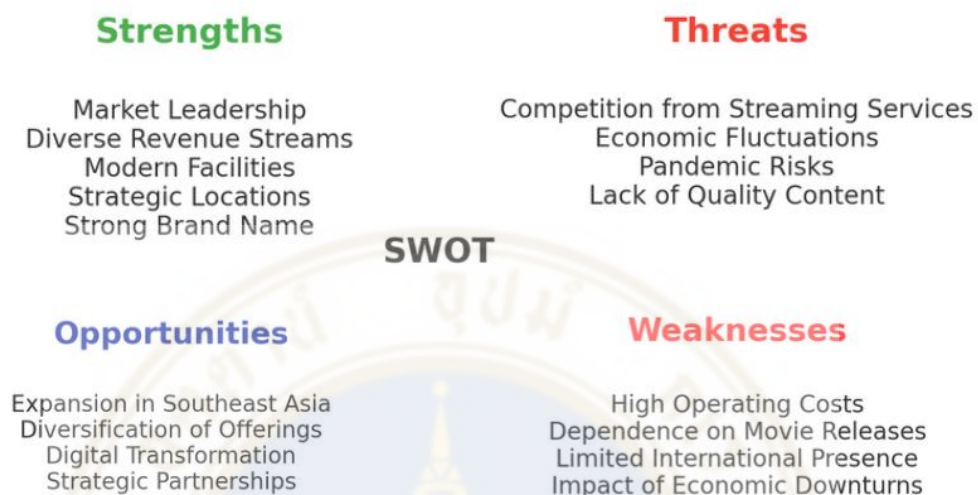 Strengths
Market Leadership
Diverse Revenue Streams
Modern Facilities
Strategic Locations
Strong Brand Name
Threats
Competition from Streaming Services
Economic Fluctuations
Pandemic Risks
Lack of Quality Content
SWOT
Opportunities
Expansion in Southeast Asia
Diversification of Offerings
Digital Transformation
Strategic Partnerships
Weaknesses
High Operating Costs
Dependence on Movie Releases
Limited International Presence
Impact of Economic Downturns